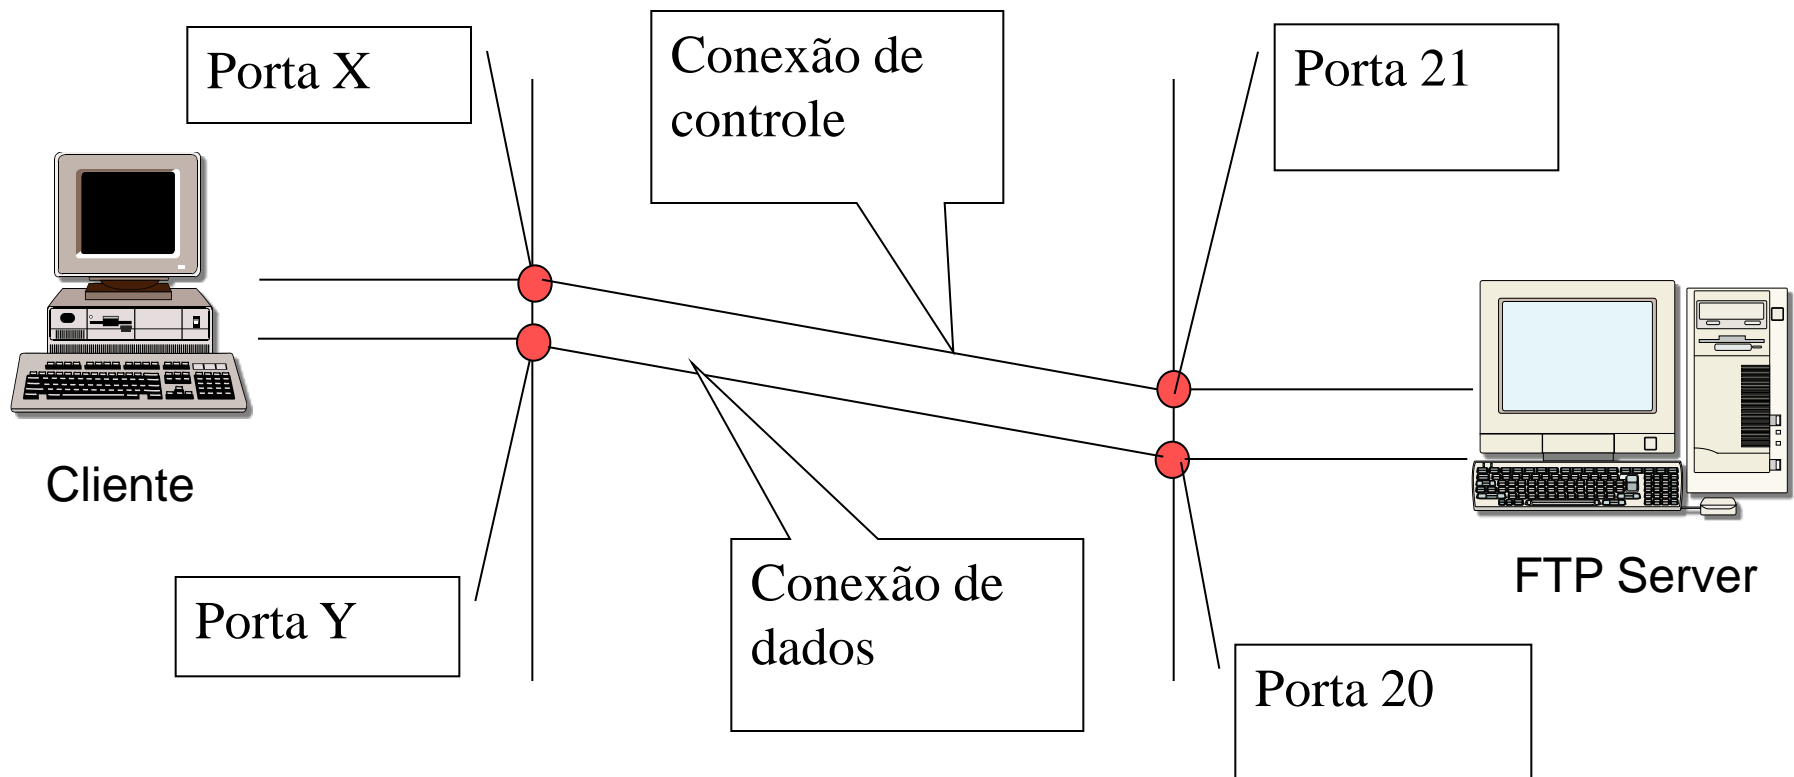 Porta X
Conexão de
controle
Porta 21
Cliente
FTP Server
Porta Y
Conexão de
dados
Porta 20